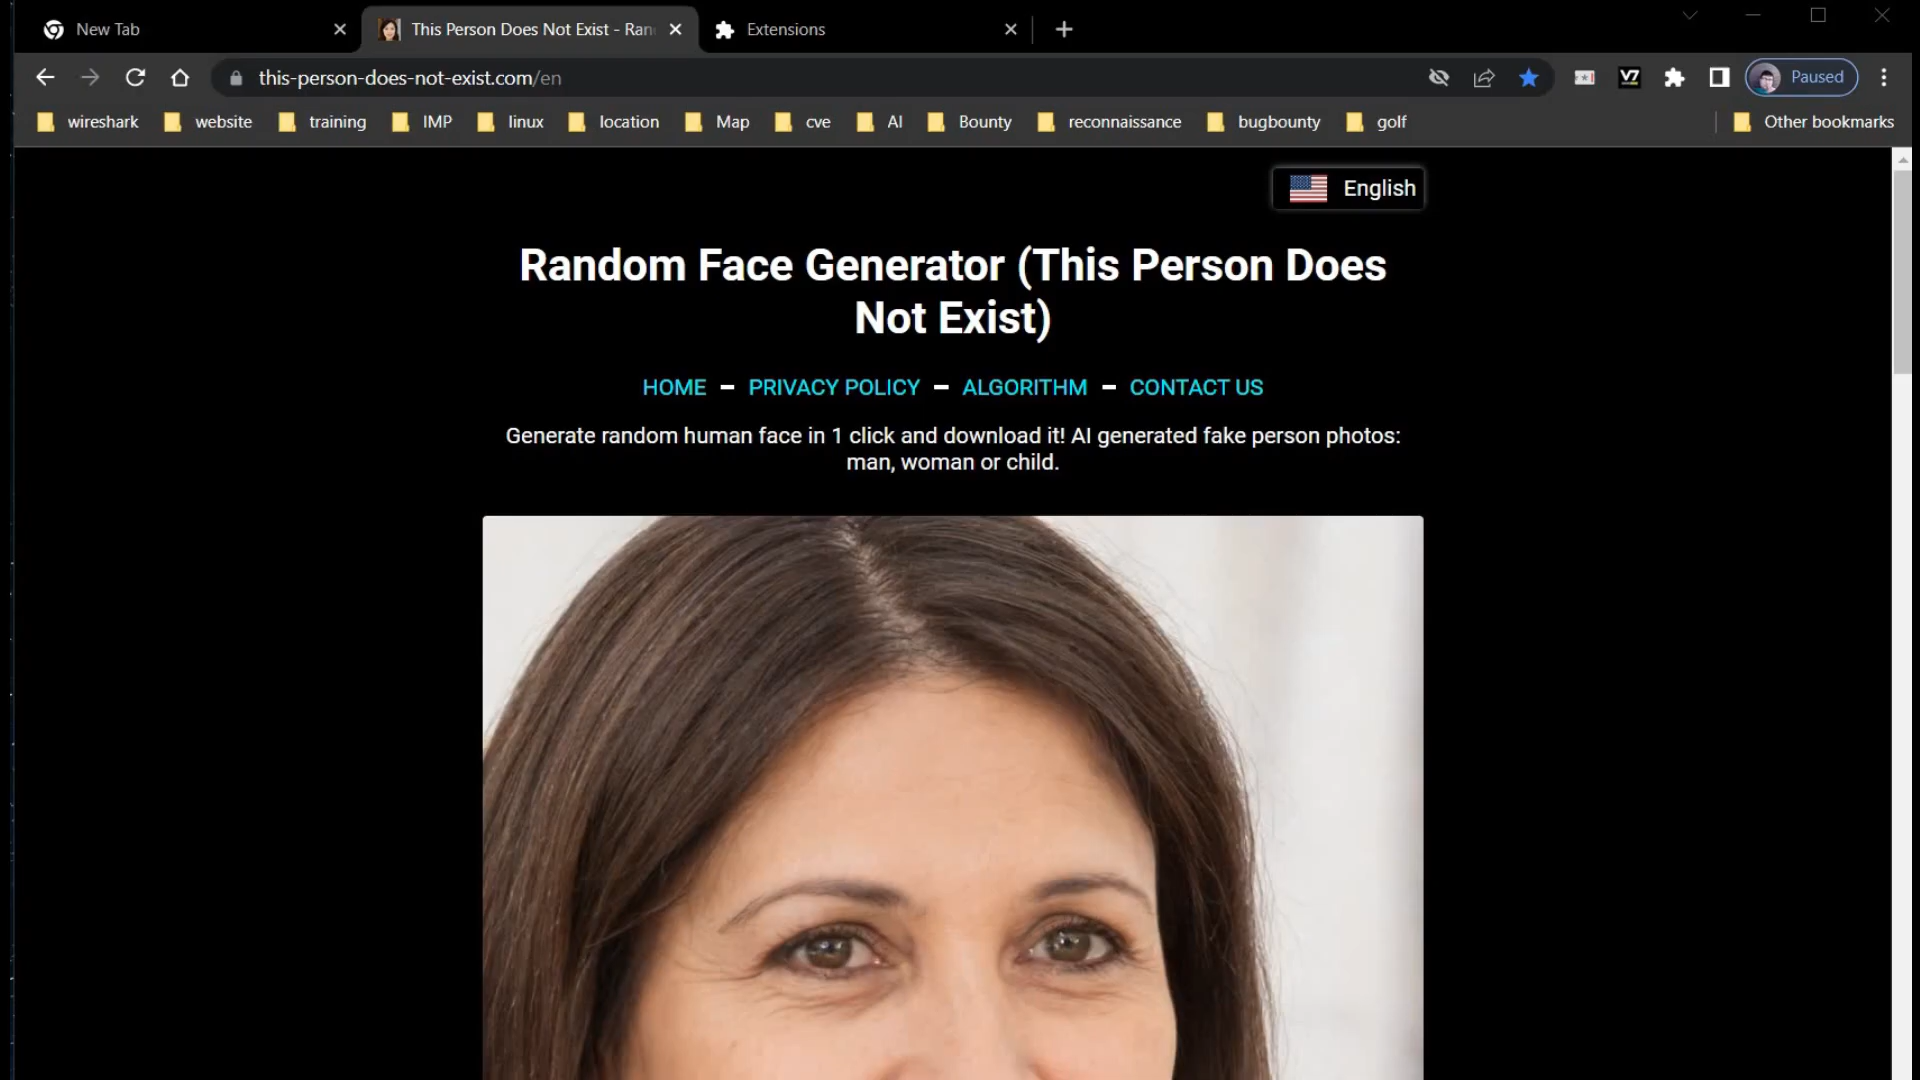 New Tab
This Person Does Not Exist - Ran
Extensions
this-person-does-not-exist.com/en
V7
Paused
wireshark
website
training
IMP
linux
location
Map
cve
AI
Bounty
reconnaissance
bugbounty
golf
Other bookmarks
English
Random Face Generator (This Person Does
Not Exist)
HOME – PRIVACY POLICY – ALGORITHM – CONTACT US
Generate random human face in 1 click and download it! AI generated fake person photos:
man, woman or child.